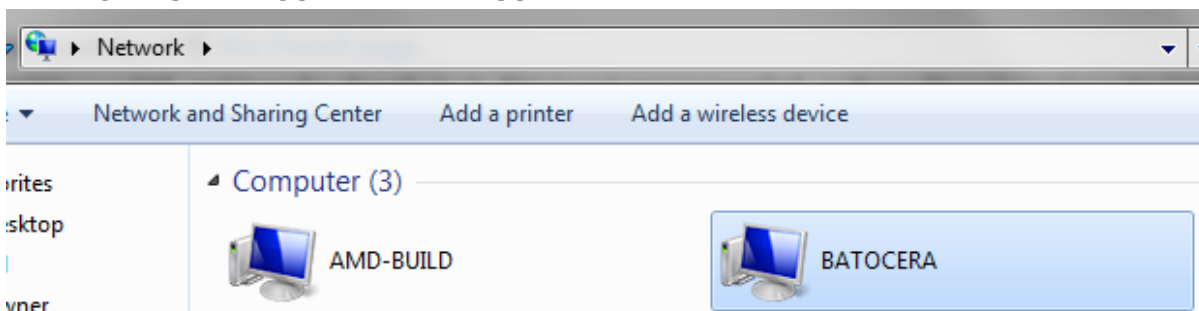 Network
Network and Sharing Center Add a printer Add a wireless device
Computer (3)
AMD-BUILD BATOCERA